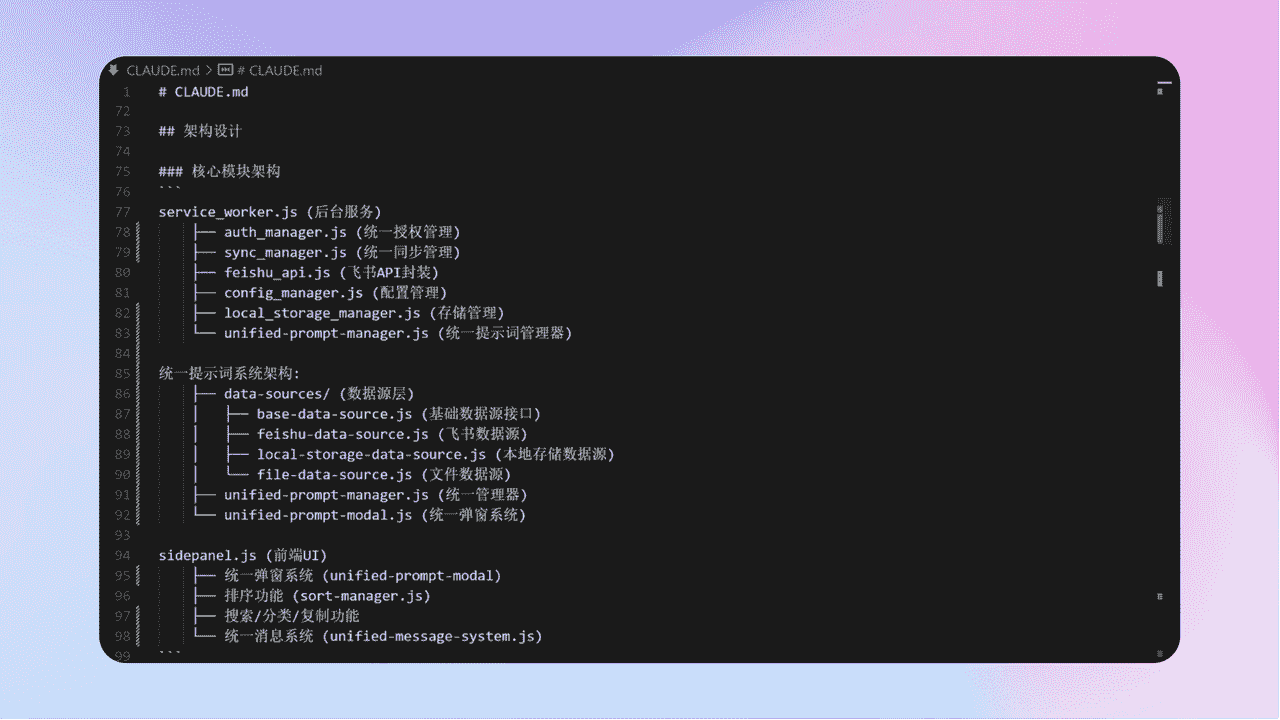 CLAUDE.md > # CLAUDE.md
1 # CLAUDE.md
72
73 ## 架构设计
74
75 ### 核心模块架构
76 ```
77 service_worker.js (后台服务)
78 ├── auth_manager.js (统一授权管理)
79 ├── sync_manager.js (统一同步管理)
80 ├── feishu_api.js (飞书API封装)
81 ├── config_manager.js (配置管理)
82 ├── local_storage_manager.js (存储管理)
83 └── unified-prompt-manager.js (统一提示词管理器)
84
85 统一提示词系统架构:
86 ├── data-sources/ (数据源层)
87 │   ├── base-data-source.js (基础数据源接口)
88 │   ├── feishu-data-source.js (飞书数据源)
89 │   ├── local-storage-data-source.js (本地存储数据源)
90 │   └── file-data-source.js (文件数据源)
91 ├── unified-prompt-manager.js (统一管理器)
92 └── unified-prompt-modal.js (统一弹窗系统)
93
94 sidepanel.js (前端UI)
95 ├── 统一弹窗系统 (unified-prompt-modal)
96 ├── 排序功能 (sort-manager.js)
97 ├── 搜索/分类/复制功能
98 └── 统一消息系统 (unified-message-system.js)
99 ```